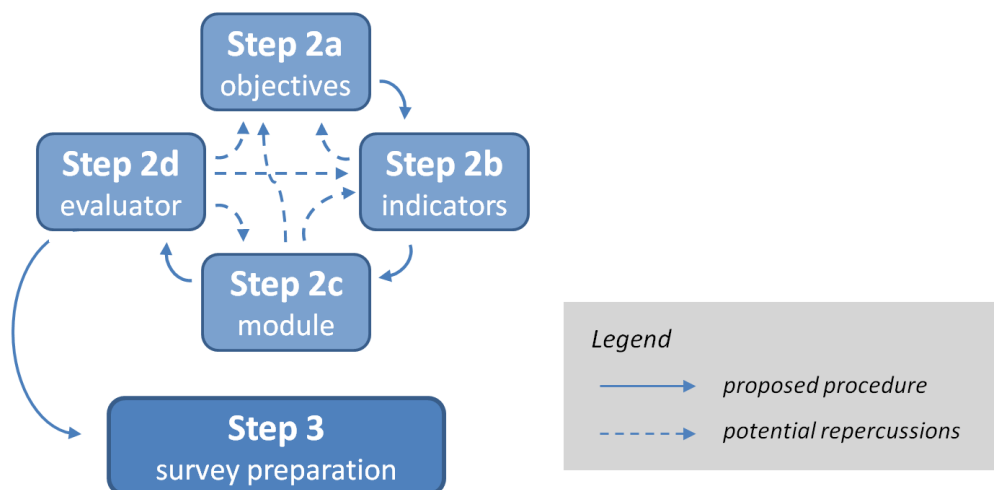 Step 2a
objectives
Step 2d
evaluator
Step 2b
indicators
Step 2c
module
Step 3
survey preparation
Legend
proposed procedure
potential repercussions